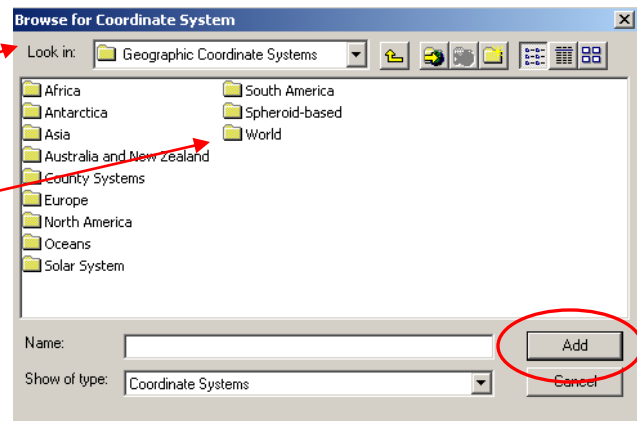 Browse for Coordinate System
Look in: Geographic Coordinate Systems
Africa
Antarctica
Asia
Australia and New Zealand
County Systems
Europe
North America
Oceans
Solar System
South America
Spheroid-based
World
Name: Add
Show of type: Coordinate Systems Cancel